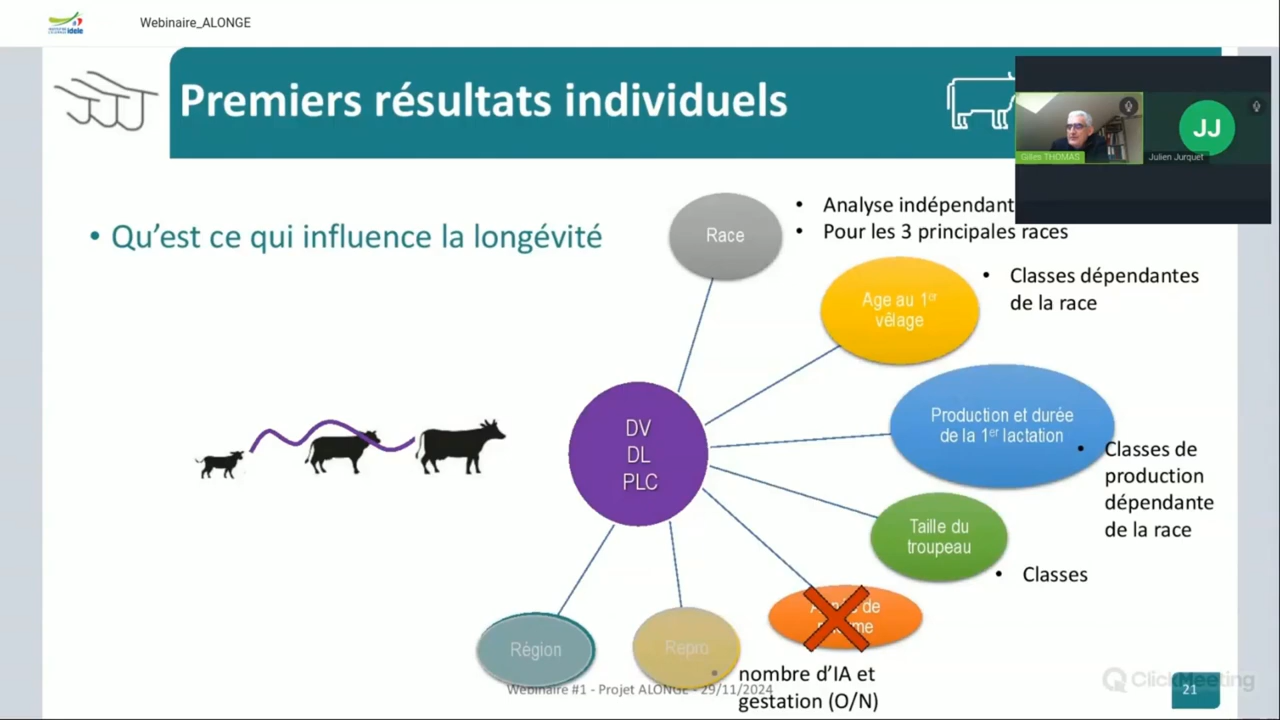 idele
Webinaire_ALONGE
Premiers résultats individuels
JJ
Gilles THOMAS
Julien Jurquet
• Qu’est ce qui influence la longévité
Race
• Analyse indépendant
• Pour les 3 principales races
Age au 1er
vêlage
• Classes dépendantes
de la race
Production et durée
de la 1er lactation
• Classes de
production
dépendante
de la race
DV
DL
PLC
Taille du
troupeau
• Classes
de
Région
Repro
• nombre d’IA et
gestation (O/N)
Webinaire #1 - Projet ALONGE - 29/11/2024
ClickMeeting
21